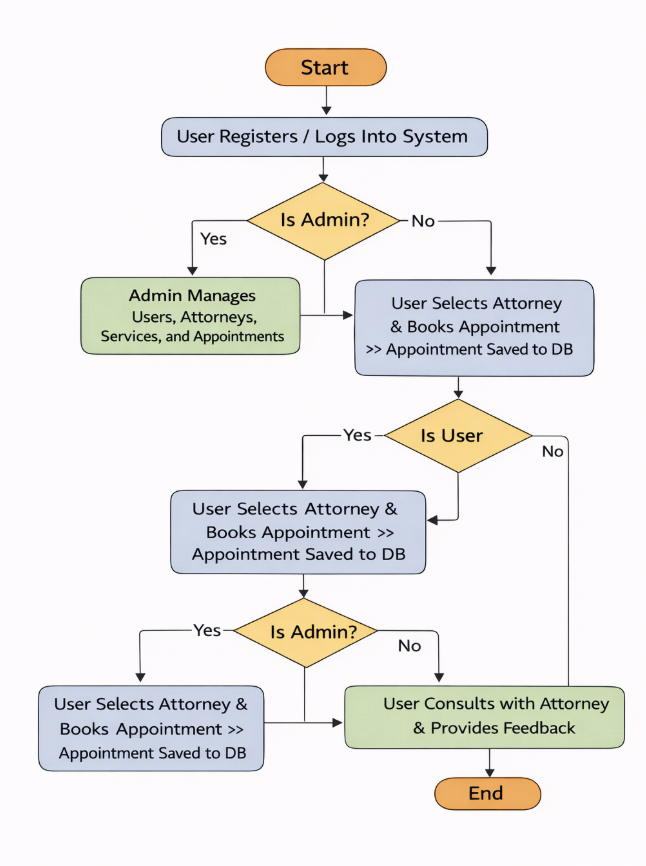 Start
User Registers / Logs Into System
Is Admin?
Yes
No
Admin Manages
Users, Attorneys,
Services, and Appointments
User Selects Attorney
& Books Appointment
>> Appointment Saved to DB
Is User
Yes
No
User Selects Attorney &
Books Appointment >>
Appointment Saved to DB
Is Admin?
Yes
No
User Selects Attorney &
Books Appointment >>
Appointment Saved to DB
User Consults with Attorney
& Provides Feedback
End